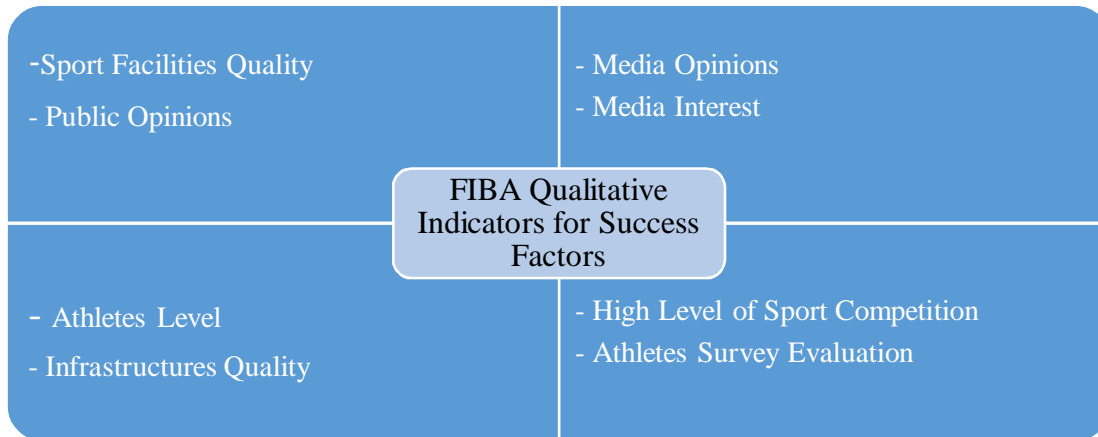 -Sport Facilities Quality
- Public Opinions
- Media Opinions
- Media Interest
FIBA Qualitative
Indicators for Success
Factors
- Athletes Level
- Infrastructures Quality
- High Level of Sport Competition
- Athletes Survey Evaluation